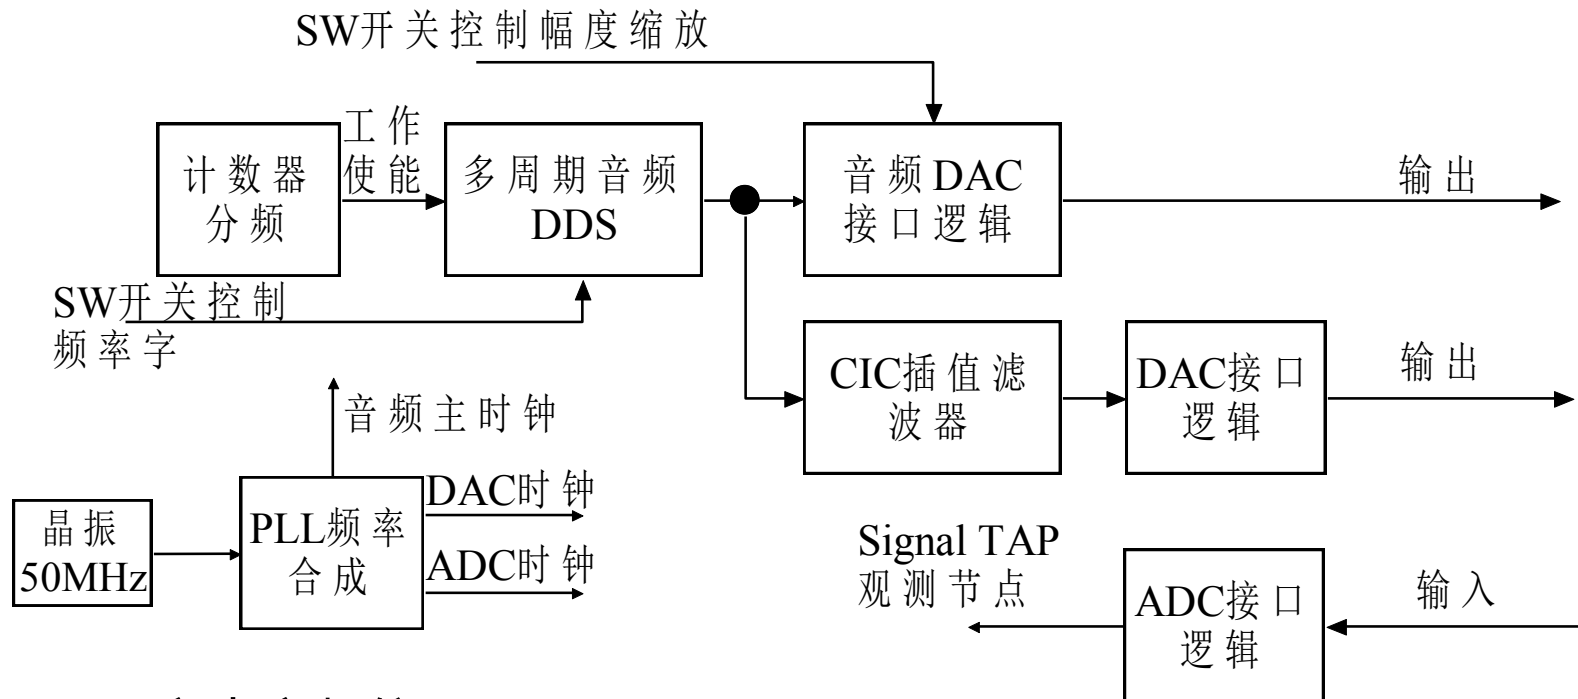 SW开关控制幅度缩放
工作
使能
计数器
分频
多周期音频
DDS
音频DAC
接口逻辑
输出
SW开关控制
频率字
CIC插值滤
波器
DAC接口
逻辑
输出
音频主时钟
晶振
50MHz
PLL频率
合成
DAC时钟
ADC时钟
Signal TAP
观测节点
ADC接口
逻辑
输入